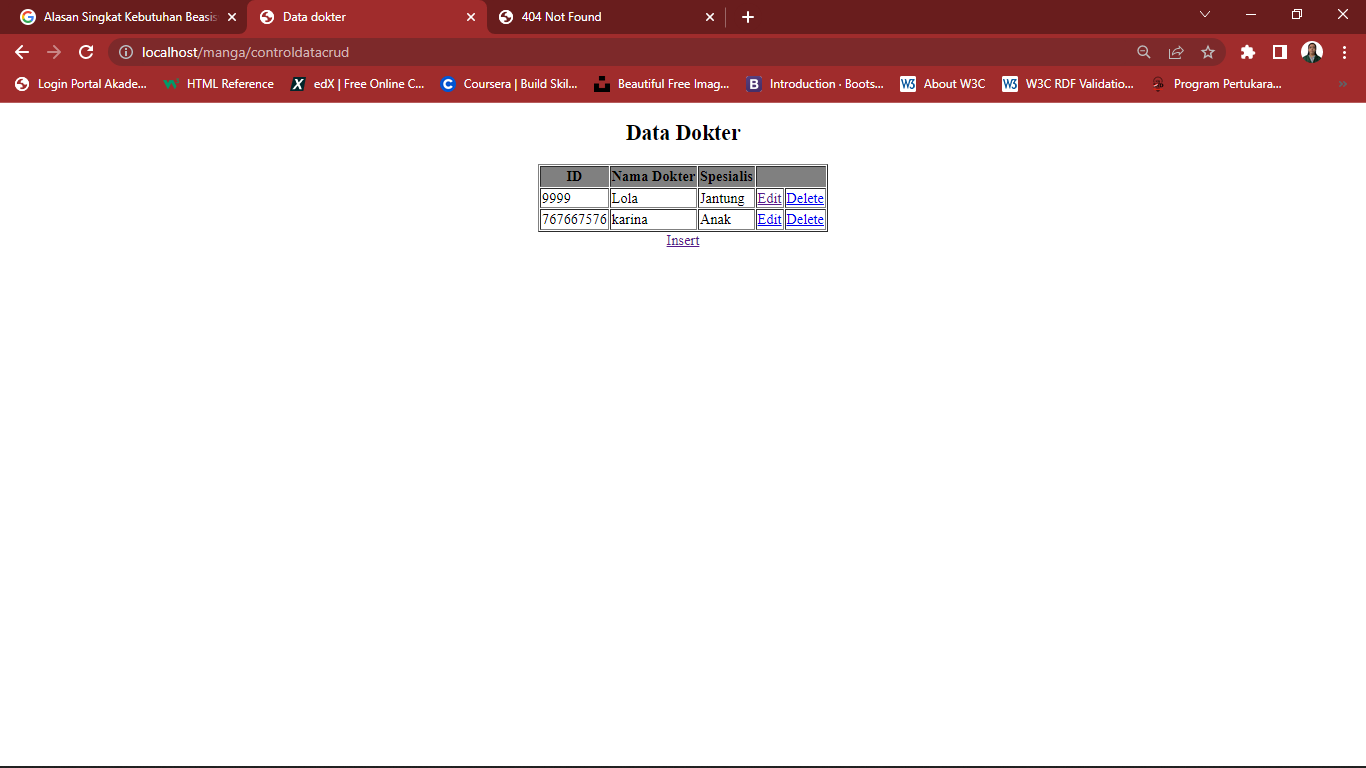 Alasan Singkat Kebutuhan Beasis
Data dokter
404 Not Found
localhost/manga/controldatacrud
Login Portal Akade...
HTML Reference
edX | Free Online C...
Coursera | Build Skil...
Beautiful Free Imag...
Introduction · Boots...
About W3C
W3C RDF Validatio...
Program Pertukara...
Data Dokter
ID Nama Dokter Spesialis
9999 Lola Jantung Edit Delete
767667576 karina Anak Edit Delete
Insert